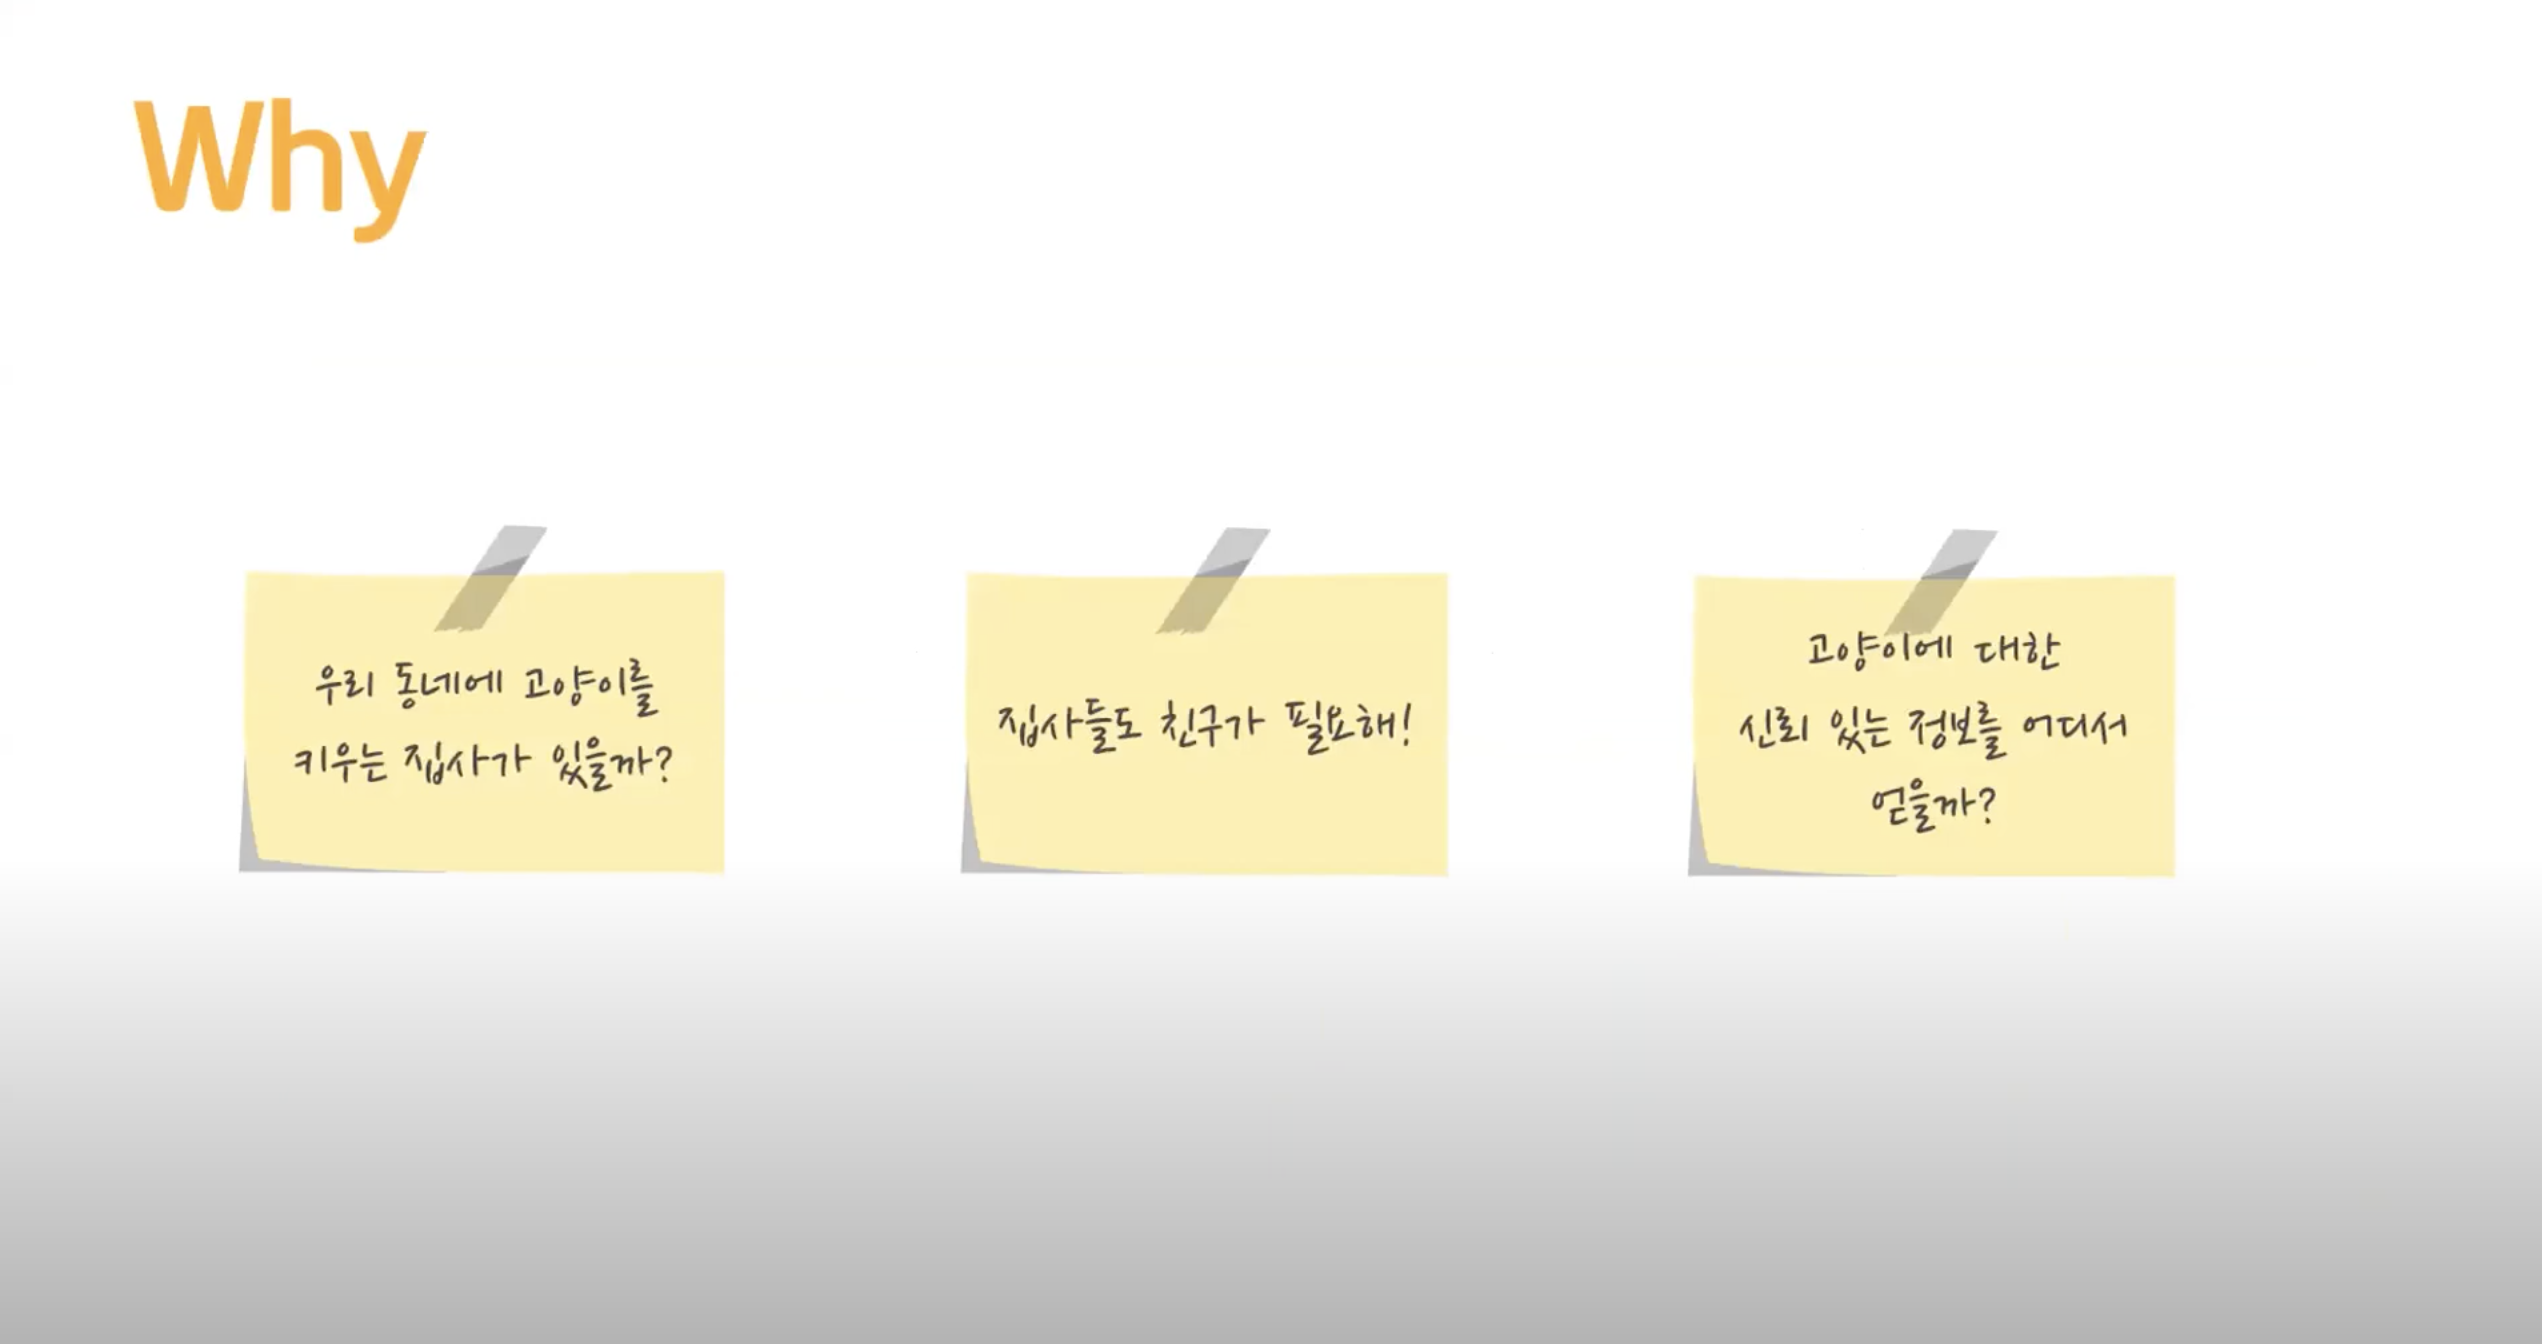 Why
우리 동네에 고양이를
키우는 집사가 있을까?
집사들도 친구가 필요해!
고양이에 대한
신뢰 있는 정보를 어디서
얻을까?